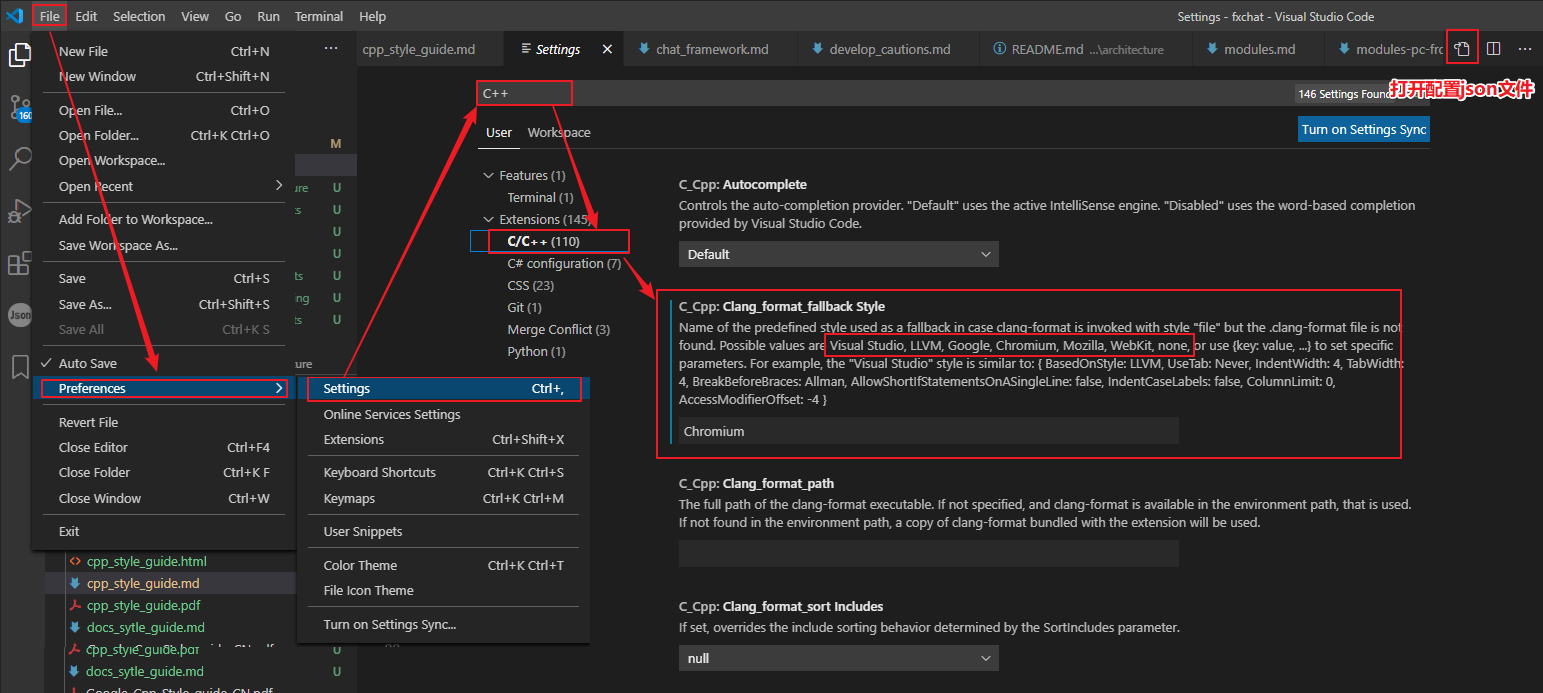 File Edit Selection View Go Run Terminal Help
Settings - fxchat - Visual Studio Code
cpp_style_guide.md
Settings
chat_framework.md
develop_cautions.md
README.md ...\architecture
modules.md
modules-pc-frc
打开配置json文件
160
Json
New File Ctrl+N
New Window Ctrl+Shift+N
Open File... Ctrl+O
Open Folder... Ctrl+K Ctrl+O
Open Workspace...
Open Recent
Add Folder to Workspace...
Save Workspace As...
Save Ctrl+S
Save As... Ctrl+Shift+S
Save All Ctrl+K S
Auto Save
Preferences
Revert File
Close Editor Ctrl+F4
Close Folder Ctrl+K F
Close Window Ctrl+W
Exit
M
ure U
ts U
U
U
ts U
ng U
ts U
ure
Settings Ctrl+,
Online Services Settings
Extensions Ctrl+Shift+X
Keyboard Shortcuts Ctrl+K Ctrl+S
Keymaps Ctrl+K Ctrl+M
User Snippets
Color Theme Ctrl+K Ctrl+T
File Icon Theme
Turn on Settings Sync...
cpp_style_guide.html
cpp_style_guide.md
cpp_style_guide.pdf
docs_sytle_guide.md
U
docs_sytle_guide.md U
C++
146 Settings Found
User Workspace
Turn on Settings Sync
Features (1)
Terminal (1)
Extensions (145)
C/C++ (110)
C# configuration (7)
CSS (23)
Git (1)
Merge Conflict (3)
Python (1)
C_Cpp: Autocomplete
Controls the auto-completion provider. "Default" uses the active IntelliSense engine. "Disabled" uses the word-based completion
provided by Visual Studio Code.
Default
C_Cpp: Clang_format_fallback Style
Name of the predefined style used as a fallback in case clang-format is invoked with style "file" but the .clang-format file is not
found. Possible values are Visual Studio, LLVM, Google, Chromium, Mozilla, WebKit, none, or use {key: value, ...} to set specific
parameters. For example, the "Visual Studio" style is similar to: { BasedOnStyle: LLVM, UseTab: Never, IndentWidth: 4, TabWidth:
4, BreakBeforeBraces: Allman, AllowShortIfStatementsOnASingleLine: false, IndentCaseLabels: false, ColumnLimit: 0,
AccessModifierOffset: -4 }
Chromium
C_Cpp: Clang_format_path
The full path of the clang-format executable. If not specified, and clang-format is available in the environment path, that is used.
If not found in the environment path, a copy of clang-format bundled with the extension will be used.
C_Cpp: Clang_format_sort Includes
If set, overrides the include sorting behavior determined by the SortIncludes parameter.
null